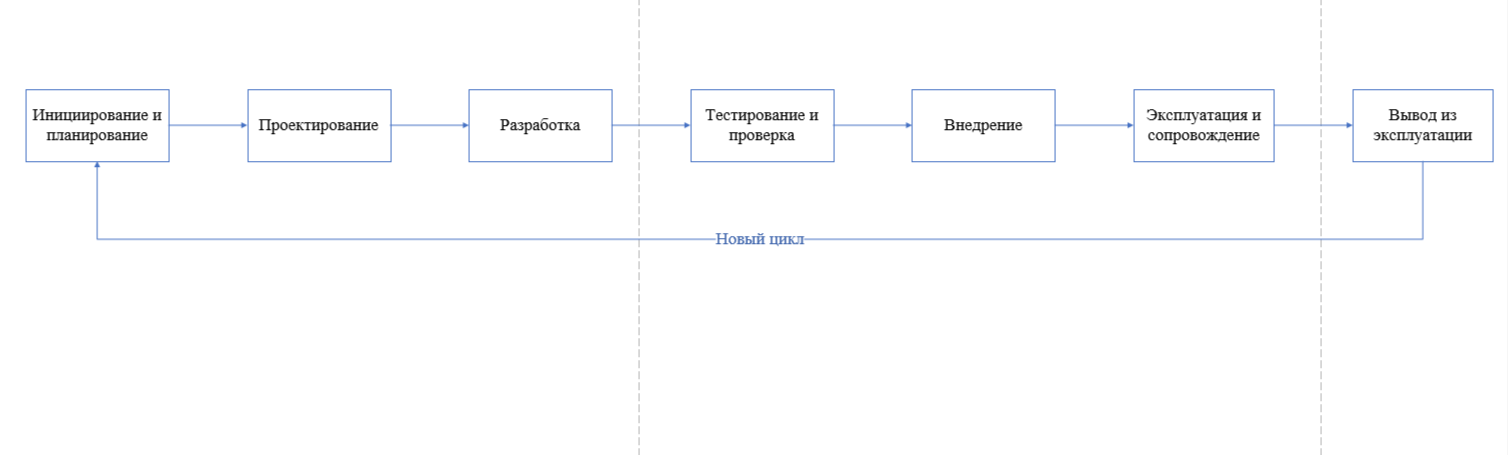 Инициирование и
планирование
Проектирование
Разработка
Тестирование и
проверка
Внедрение
Эксплуатация и
сопровождение
Вывод из
эксплуатации
Новый цикл